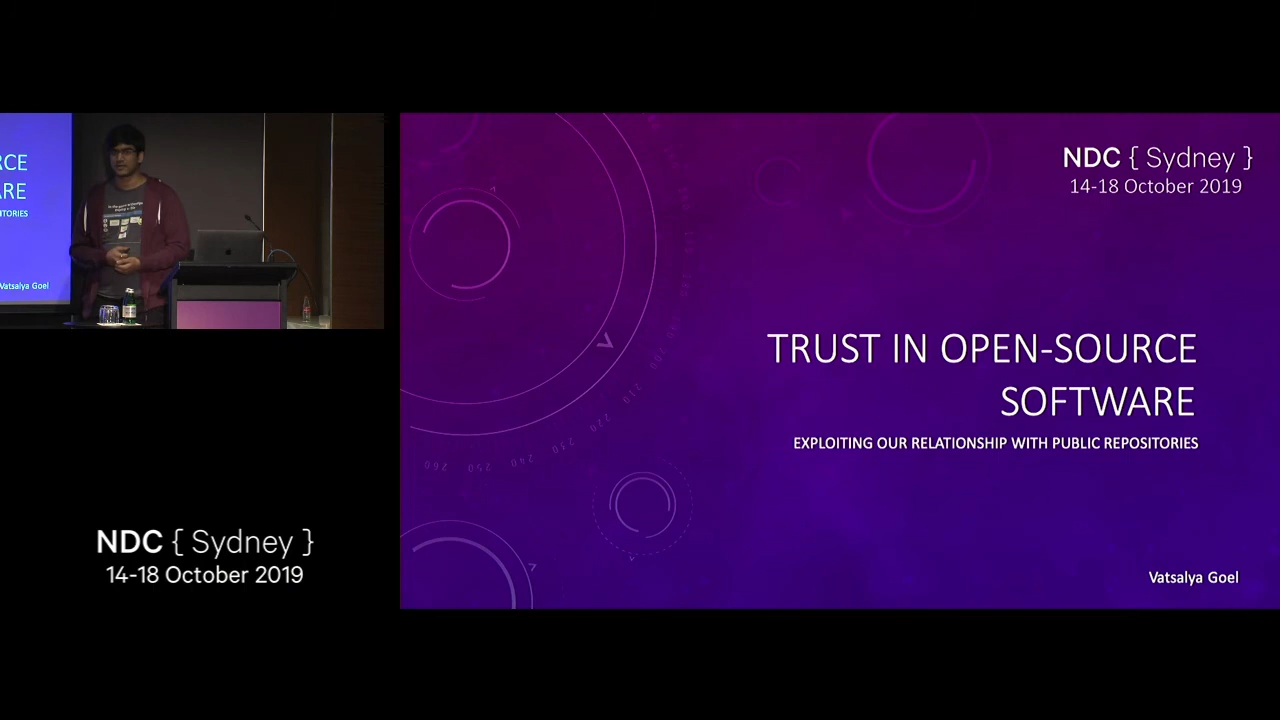 RCE
RE
ITORIES
Vatsalya Goel
NDC { Sydney }
14-18 October 2019
NDC { Sydney }
14-18 October 2019
TRUST IN OPEN-SOURCE
SOFTWARE
EXPLOITING OUR RELATIONSHIP WITH PUBLIC REPOSITORIES
Vatsalya Goel